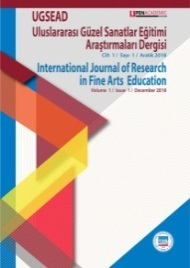 UGSEAD
Uluslararası Güzel Sanatlar Eğitimi
Araştırmaları Dergisi
Cilt: 1 / Sayı: 1 / Aralık 2018
International Journal of Research
in Fine Arts Education
Volume: 1 / Issue: 1 / December 2018